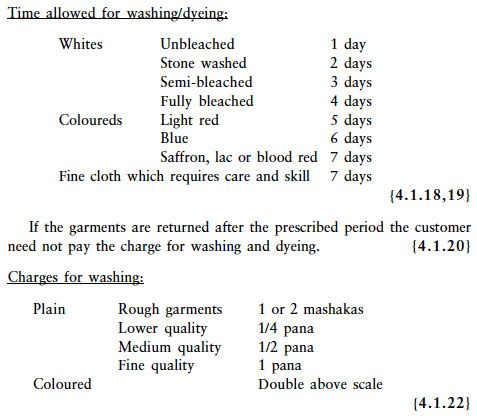 Time allowed for washing/dyeing:
Whites Unbleached 1 day
Stone washed 2 days
Semi-bleached 3 days
Fully bleached 4 days
Coloureds Light red 5 days
Blue 6 days
Saffron, lac or blood red 7 days
Fine cloth which requires care and skill 7 days
{4.1.18,19}
If the garments are returned after the prescribed period the customer
need not pay the charge for washing and dyeing. {4.1.20}
Charges for washing:
Plain Rough garments 1 or 2 mashakas
Lower quality 1/4 pana
Medium quality 1/2 pana
Fine quality 1 pana
Coloured Double above scale
{4.1.22}